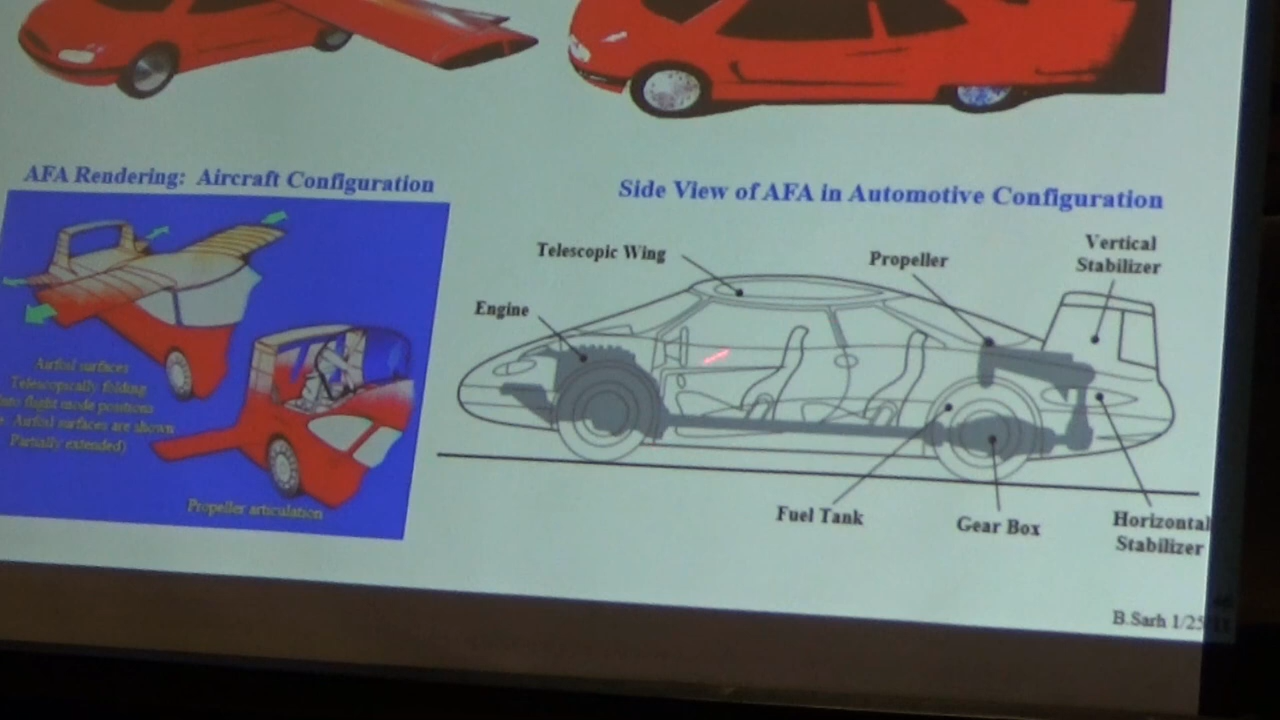 AFA Rendering: Aircraft Configuration
Airfoil surfaces
Telescopically folding
into flight mode positions
Airfoil surfaces are shown
Partially extended)
Propeller articulation
Side View of AFA in Automotive Configuration
Telescopic Wing
Propeller
Vertical
Stabilizer
Engine
Fuel Tank
Gear Box
Horizontal
Stabilizer
B.Sarh 1/25